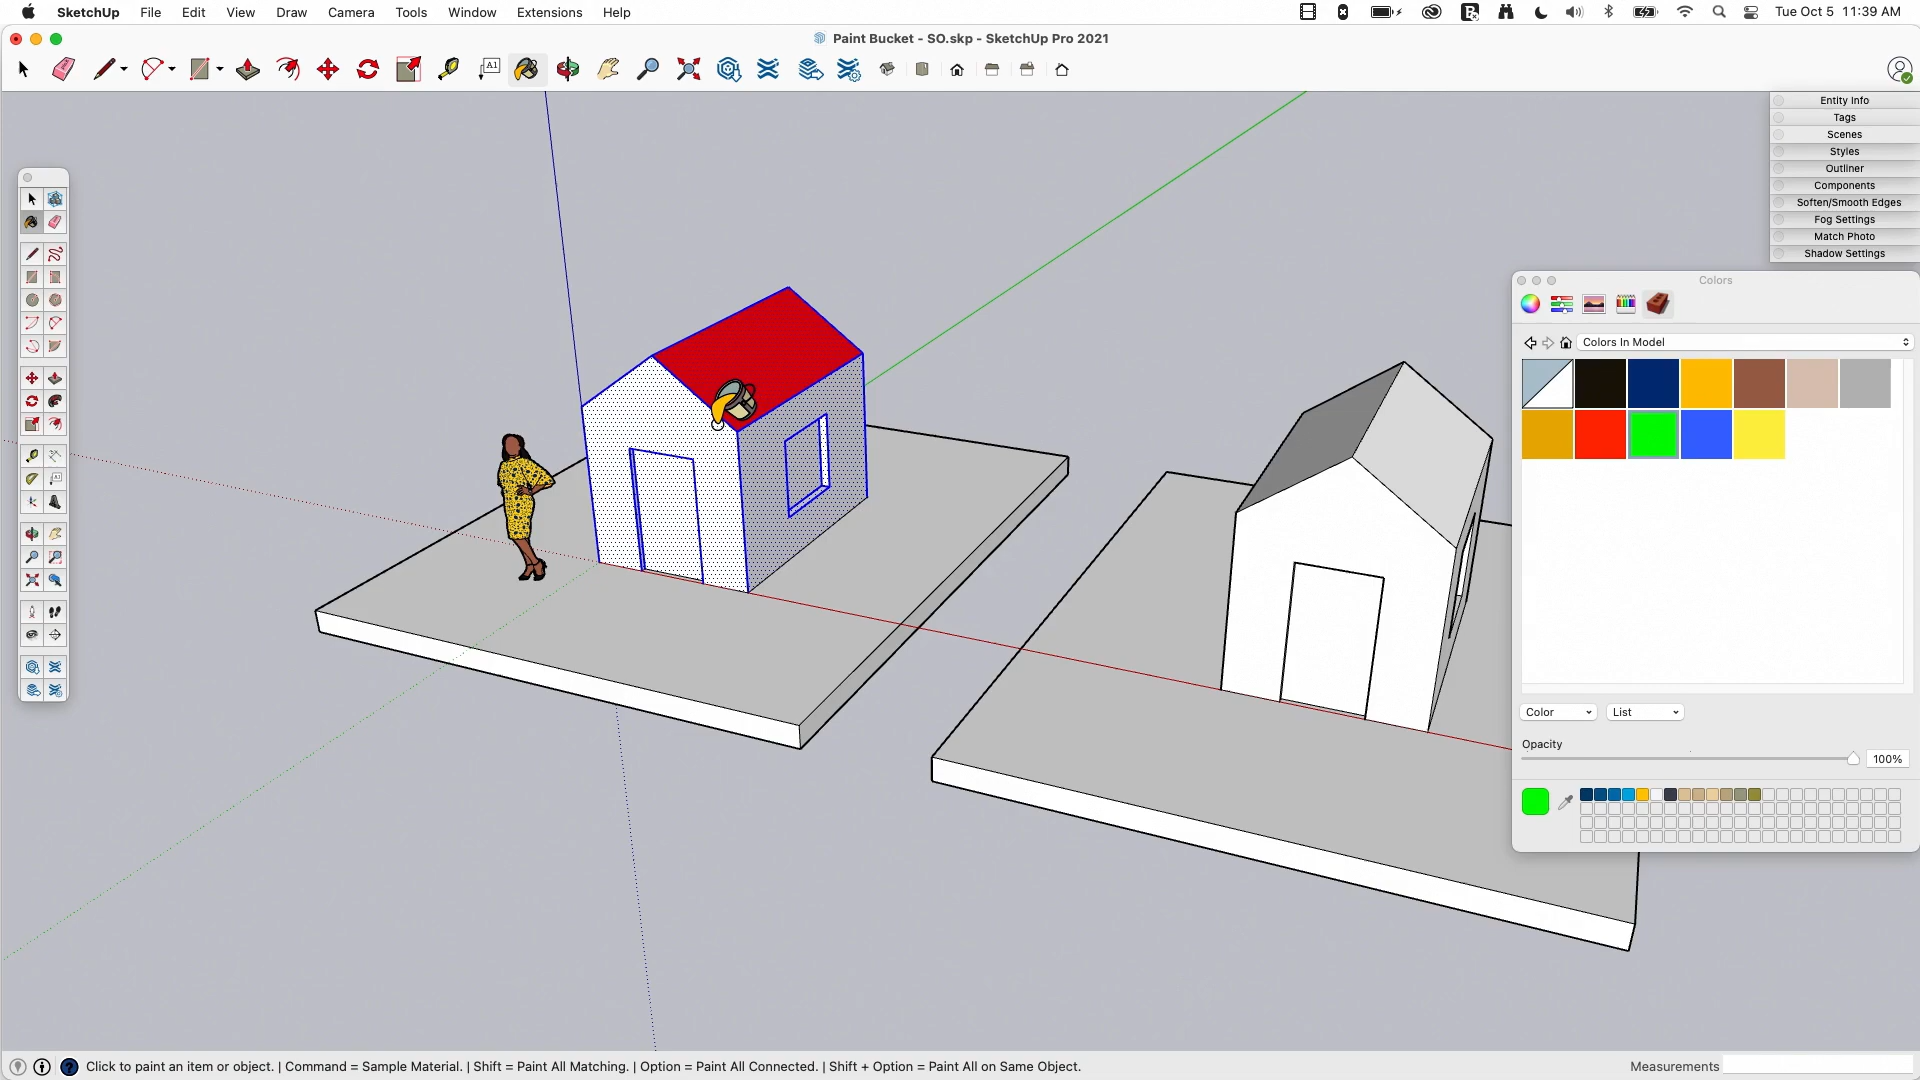 SketchUp File Edit View Draw Camera Tools Window Extensions Help Tue Oct 5 11:39 AM
Paint Bucket - SO.skp - SketchUp Pro 2021
A1
Entity Info
Tags
Scenes
Styles
Outliner
Components
Soften/Smooth Edges
Fog Settings
Match Photo
Shadow Settings
Colors
Colors In Model
Color List
Opacity
100%
Click to paint an item or object. | Command = Sample Material. | Shift = Paint All Matching. | Option = Paint All Connected. | Shift + Option = Paint All on Same Object. Measurements